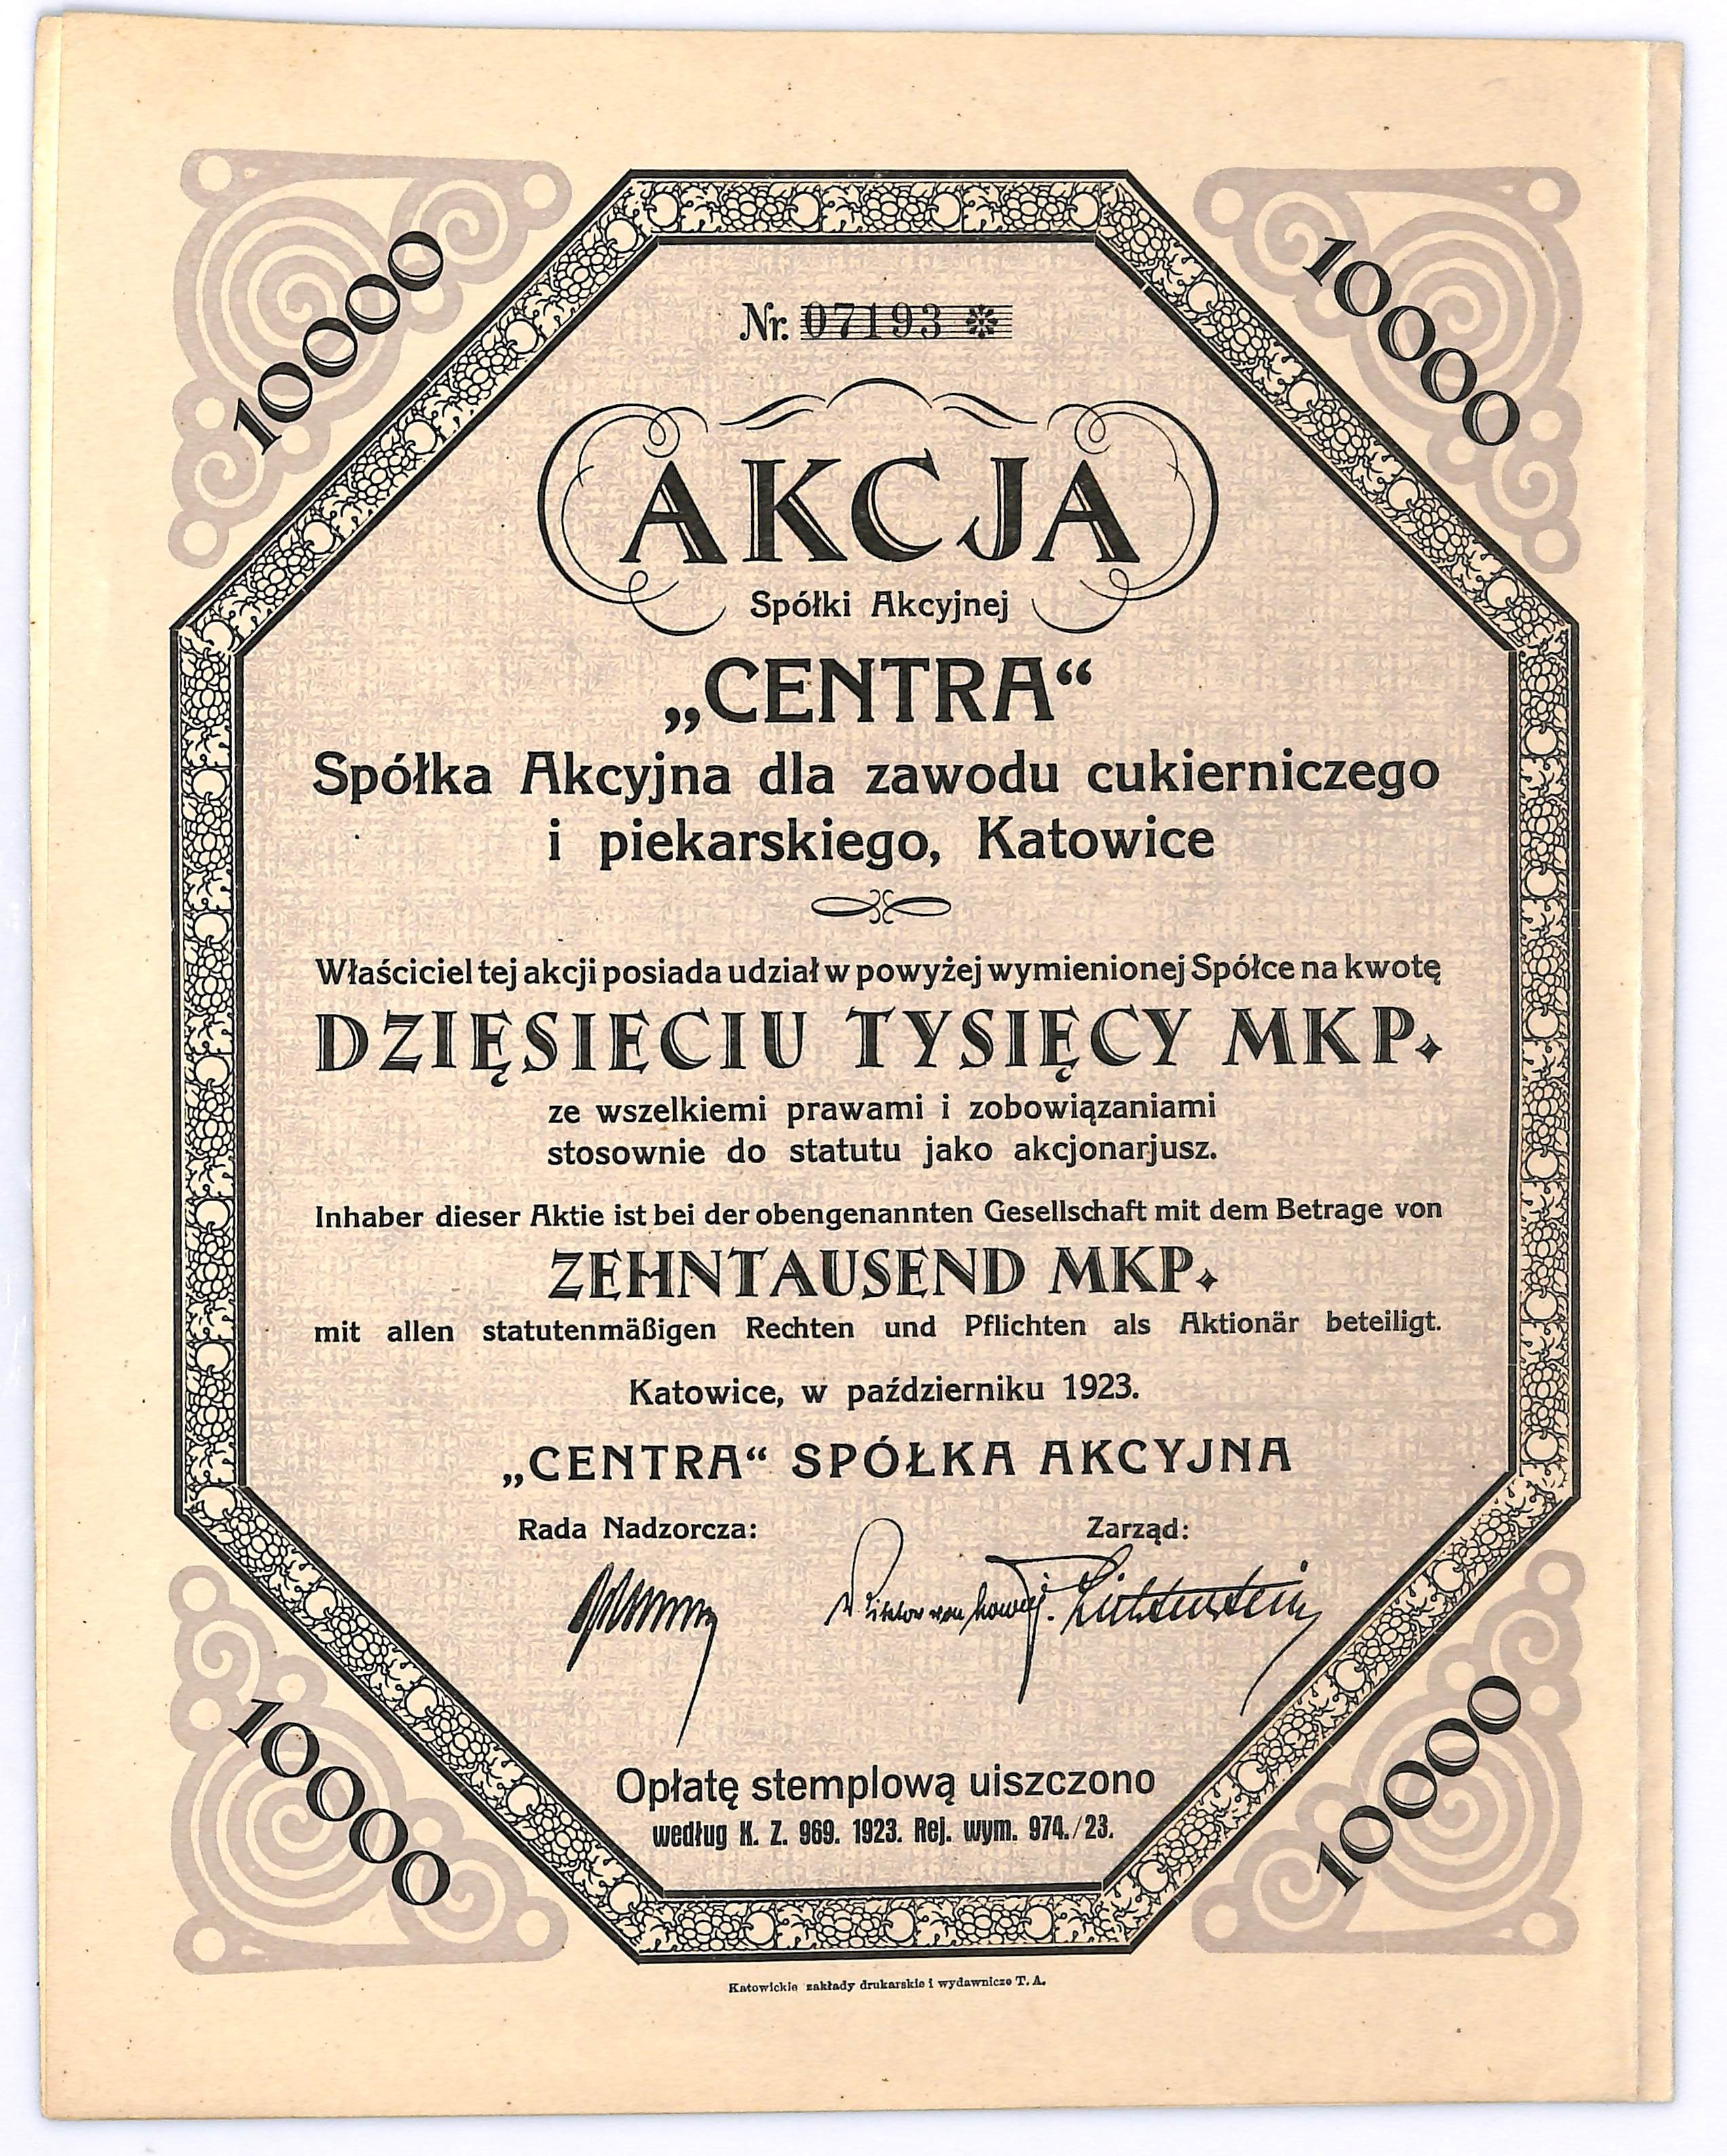 10000
10000
Nr. 07193 *
AKCJA
Spółki Akcyjnej
„CENTRA“
Spółka Akcyjna dla zawodu cukierniczego
i piekarskiego, Katowice
Właściciel tej akcji posiada udział w powyżej wymienionej Spółce na kwotę
DZIĘSIECIU TYSIĘCY MKP.
ze wszelkiemi prawami i zobowiązaniami
stosownie do statutu jako akcjonarjusz.
Inhaber dieser Aktie ist bei der obengenannten Gesellschaft mit dem Betrage von
ZEHNTAUSEND MKP.
mit allen statutenmäßigen Rechten und Pflichten als Aktionär beteiligt.
Katowice, w październiku 1923.
„CENTRA“ SPÓŁKA AKCYJNA
Rada Nadzorcza: Zarząd:
Lichtenstein
Opłatę stemplową uiszczono
według K. Z. 969. 1923. Rej. wym. 974./23.
10000
10000
Katowickie zakłady drukarskie i wydawnicze T. A.